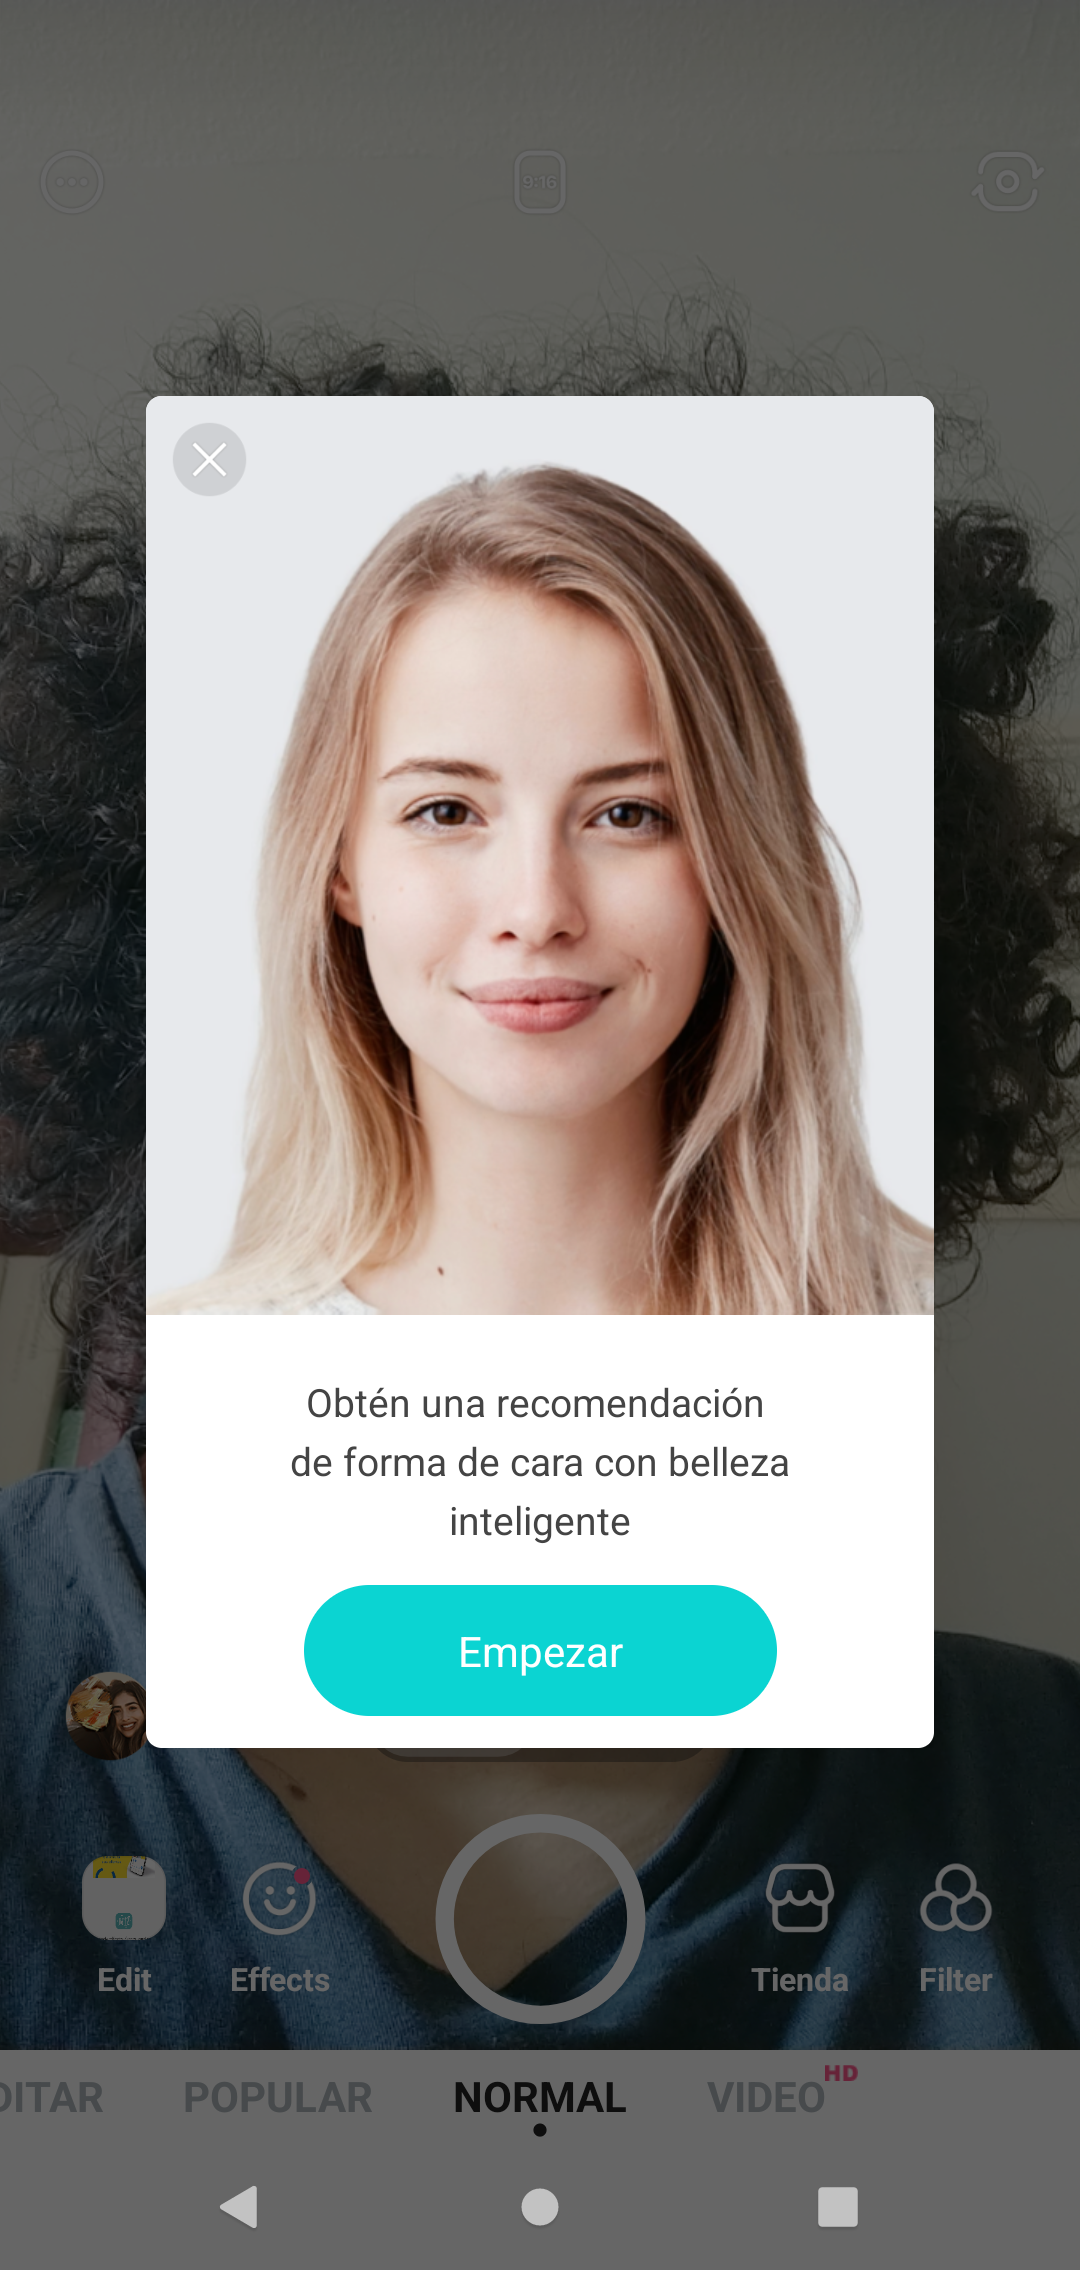 9:16
Obtén una recomendación
de forma de cara con belleza
inteligente
Empezar
Edit
Effects
Tienda
Filter
DITAR
POPULAR
NORMAL
VIDEO HD